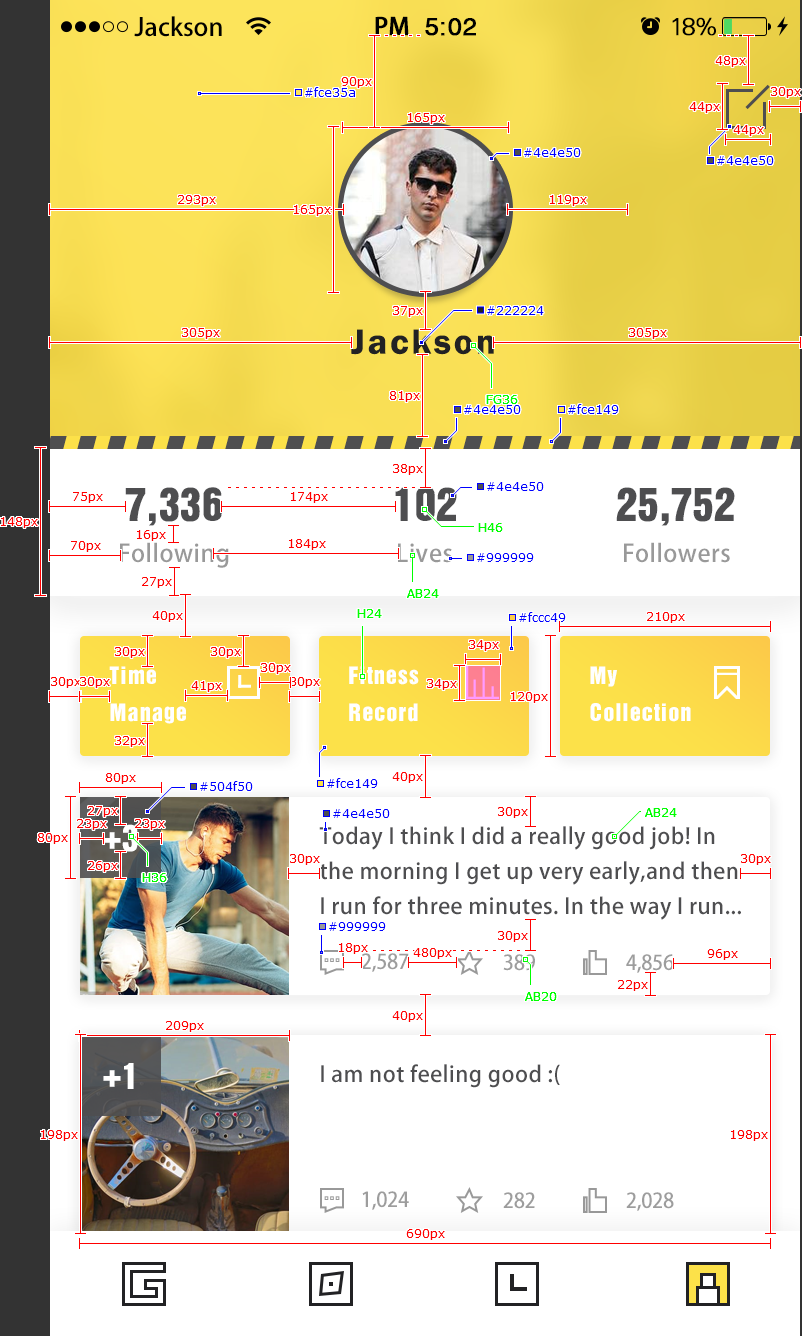 Jackson PM 5:02 18%
48px
90px
#fce35a
30px
44px
165px
44px
#4e4e50
#4e4e50
293px
165px
119px
37px
#222224
305px
Jackson
305px
81px
FG36
#4e4e50
#fce149
38px
75px
7,336
174px
102
#4e4e50
25,752
148px
16px
H46
70px
Following
184px
Lives
#999999
Followers
27px
AB24
40px
H24
#fccc49
210px
30px
30px
34px
Time
Fitness
My
30px
30px
41px
30px
30px
34px
120px
Manage
Record
Collection
32px
80px
#504f50
#fce149
40px
27px
#4e4e50
30px
AB24
23px
23px
80px
+3
Today I think I did a really good job! In
26px
30px
the morning I get up very early,and then
30px
H36
I run for three minutes. In the way I run...
#999999
30px
18px
480px
96px
2,587
389
4,856
22px
AB20
40px
209px
+1
I am not feeling good :(
198px
198px
1,024
282
2,028
690px